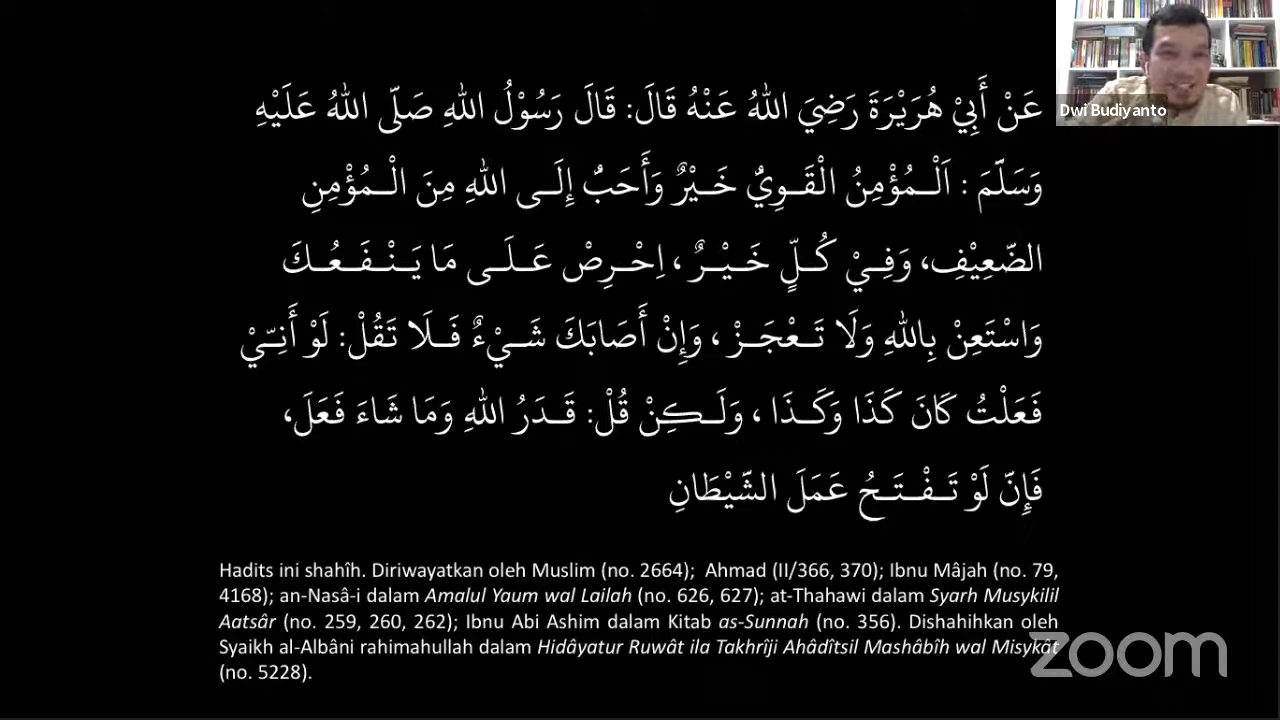 عَنْ أَبِيْ هُرَيْرَةَ رَضِيَ اللهُ عَنْهُ قَالَ: قَالَ رَسُوْلُ اللهِ صَلَّى اللهُ عَلَيْهِ
وَسَلَّمَ : اَلْـمُؤْمِنُ الْقَـوِيُّ خَـيْرٌ وَأَحَبُّ إِلَـى اللهِ مِنَ الْـمُؤْمِنِ
الضَّعِيْفِ، وَفِـيْ كُـلٍّ خَـيْـرٌ ، اِحْـرِصْ عَـلَـى مَا يَـنْـفَـعُـكَ
وَاسْتَعِنْ بِاللهِ وَلَا تَـعْجَـزْ ، وَإِنْ أَصَابَكَ شَـيْءٌ فَـلَا تَقُلْ: لَوْ أَنِـّيْ
فَعَلْتُ كَانَ كَذَا وَكَـذَا ، وَلَـكِنْ قُلْ: قَـدَرُ اللهِ وَمَا شَاءَ فَعَلَ،
فَإِنَّ لَوْ تَـفْـتَـحُ عَمَلَ الشَّيْطَانِ
Hadits ini shahîh. Diriwayatkan oleh Muslim (no. 2664); Ahmad (II/366, 370); Ibnu Mâjah (no. 79,
4168); an-Nasâ-i dalam Amalul Yaum wal Lailah (no. 626, 627); at-Thahawi dalam Syarh Musykilil
Aatsâr (no. 259, 260, 262); Ibnu Abi Ashim dalam Kitab as-Sunnah (no. 356). Dishahihkan oleh
Syaikh al-Albâni rahimahullah dalam Hidâyatur Ruwât ila Takhrîji Ahâdîtsil Mashâbîh wal Misykât
(no. 5228).
Dwi Budiyanto
zoom